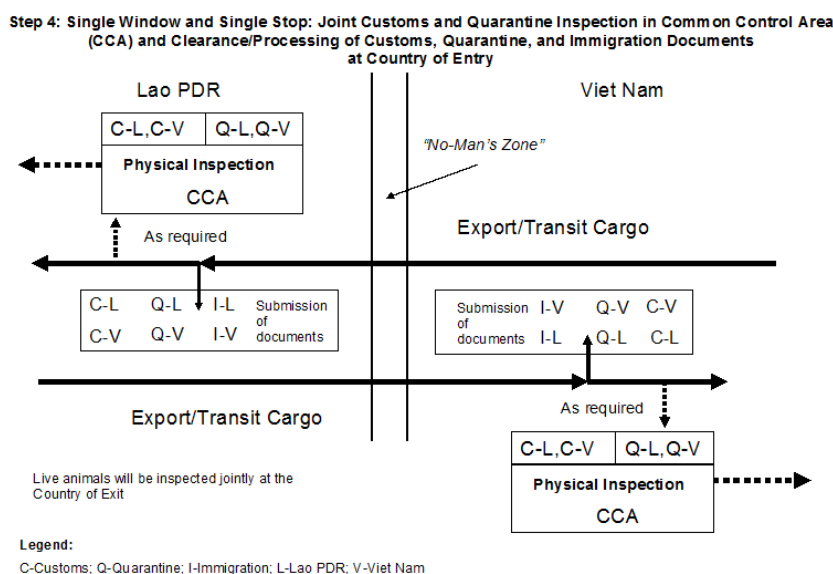 Step 4: Single Window and Single Stop: Joint Customs and Quarantine Inspection in Common Control Area
(CCA) and Clearance/Processing of Customs, Quarantine, and Immigration Documents
at Country of Entry
Lao PDR
Viet Nam
C-L,C-V
Q-L,Q-V
Physical Inspection
CCA
"No-Man's Zone"
As required
Export/Transit Cargo
C-L Q-L I-L
C-V Q-V I-V
Submission
of
documents
Submission
of
documents
I-V Q-V C-V
I-L Q-L C-L
Export/Transit Cargo
As required
C-L,C-V
Q-L,Q-V
Physical Inspection
CCA
Live animals will be inspected jointly at the
Country of Exit
Legend:
C-Customs; Q-Quarantine; I-Immigration; L-Lao PDR; V-Viet Nam